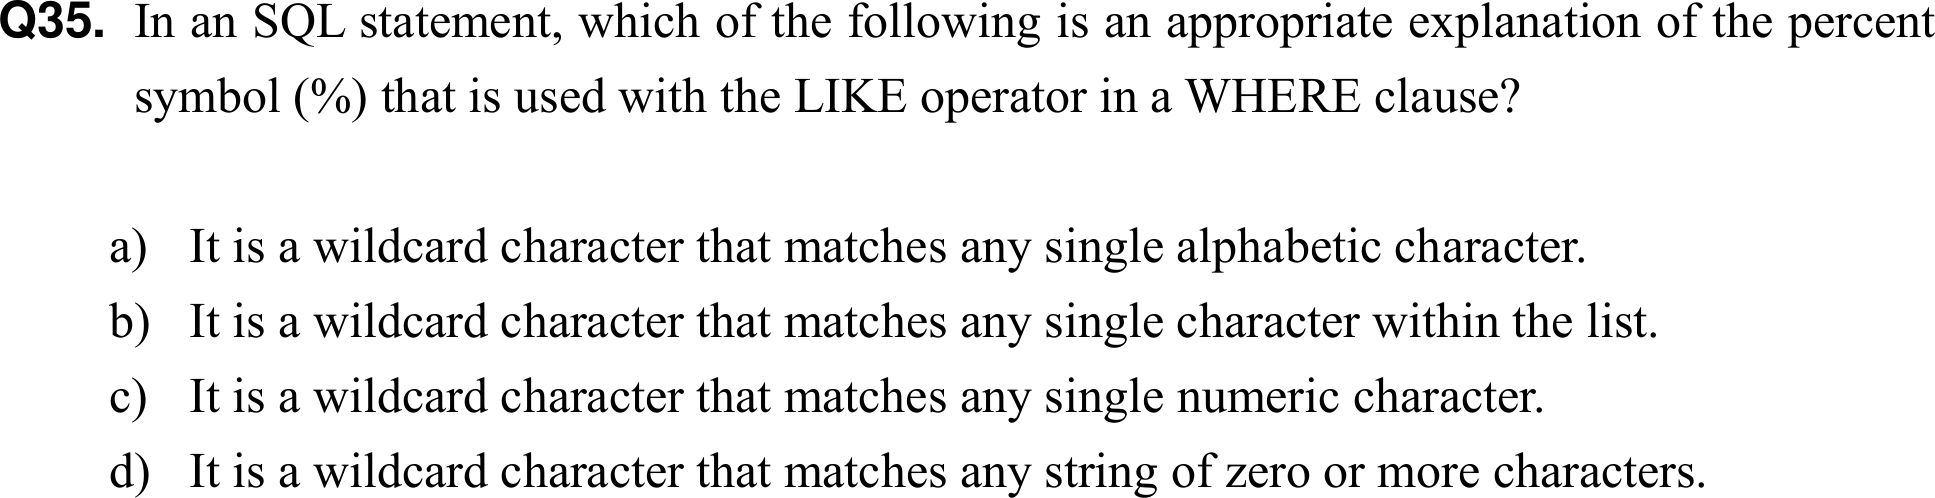 Q35. In an SQL statement, which of the following is an appropriate explanation of the percent
symbol (%) that is used with the LIKE operator in a WHERE clause?
a) It is a wildcard character that matches any single alphabetic character.
b) It is a wildcard character that matches any single character within the list.
c) It is a wildcard character that matches any single numeric character.
d) It is a wildcard character that matches any string of zero or more characters.